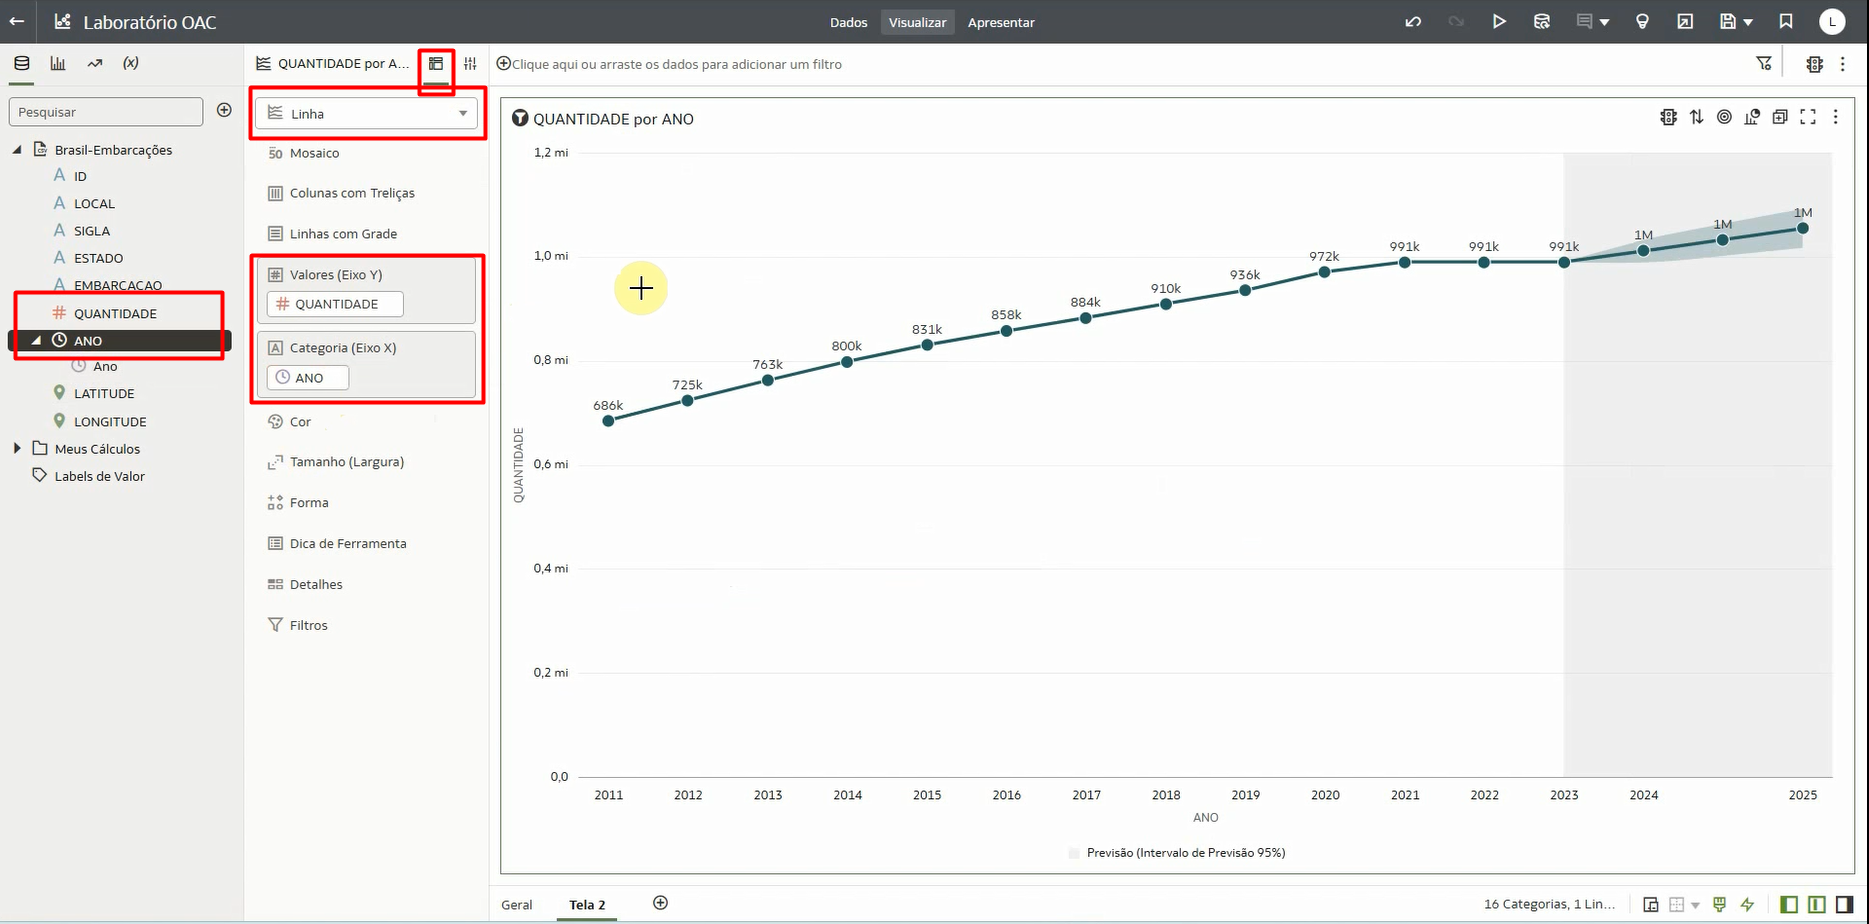 Laboratório OAC
Dados
Visualizar
Apresentar
L
(x)
Pesquisar
Brasil-Embarcações
A ID
A LOCAL
A SIGLA
A ESTADO
A EMBARCACAO
# QUANTIDADE
ANO
Ano
LATITUDE
LONGITUDE
Meus Cálculos
Labels de Valor
QUANTIDADE por A...
Linha
50 Mosaico
Colunas com Treliças
Linhas com Grade
# Valores (Eixo Y)
# QUANTIDADE
A Categoria (Eixo X)
ANO
Cor
Tamanho (Largura)
Forma
Dica de Ferramenta
Detalhes
Filtros
Clique aqui ou arraste os dados para adicionar um filtro
QUANTIDADE por ANO
1,2 mi
1,0 mi
0,8 mi
0,6 mi
0,4 mi
0,2 mi
0,0
QUANTIDADE
686k
725k
763k
800k
831k
858k
884k
910k
936k
972k
991k
991k
991k
1M
1M
1M
2011
2012
2013
2014
2015
2016
2017
2018
2019
2020
2021
2022
2023
2024
2025
ANO
Previsão (Intervalo de Previsão 95%)
Geral
Tela 2
16 Categorias, 1 Lin...